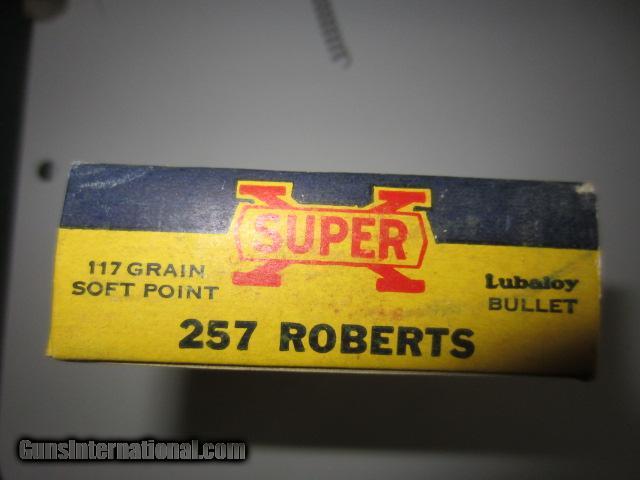 SUPER X
117 GRAIN
SOFT POINT
Lubaloy
BULLET
257 ROBERTS
GunsInternational.com